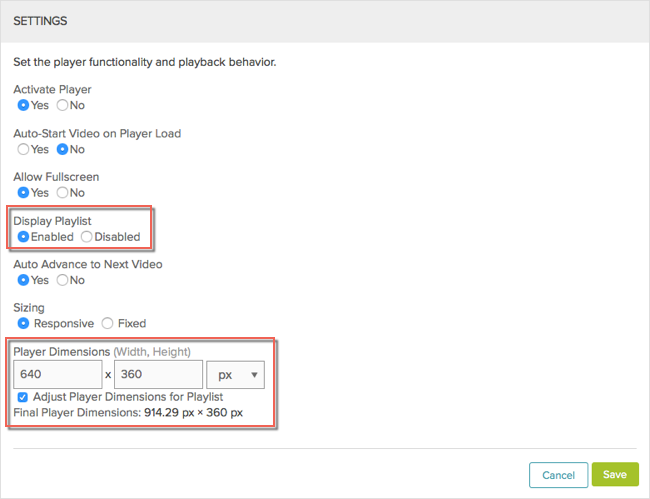 SETTINGS
Set the player functionality and playback behavior.
Activate Player
Yes No
Auto-Start Video on Player Load
Yes No
Allow Fullscreen
Yes No
Display Playlist
Enabled Disabled
Auto Advance to Next Video
Yes No
Sizing
Responsive Fixed
Player Dimensions (Width, Height)
640 x 360 px
Adjust Player Dimensions for Playlist
Final Player Dimensions: 914.29 px × 360 px
Cancel Save